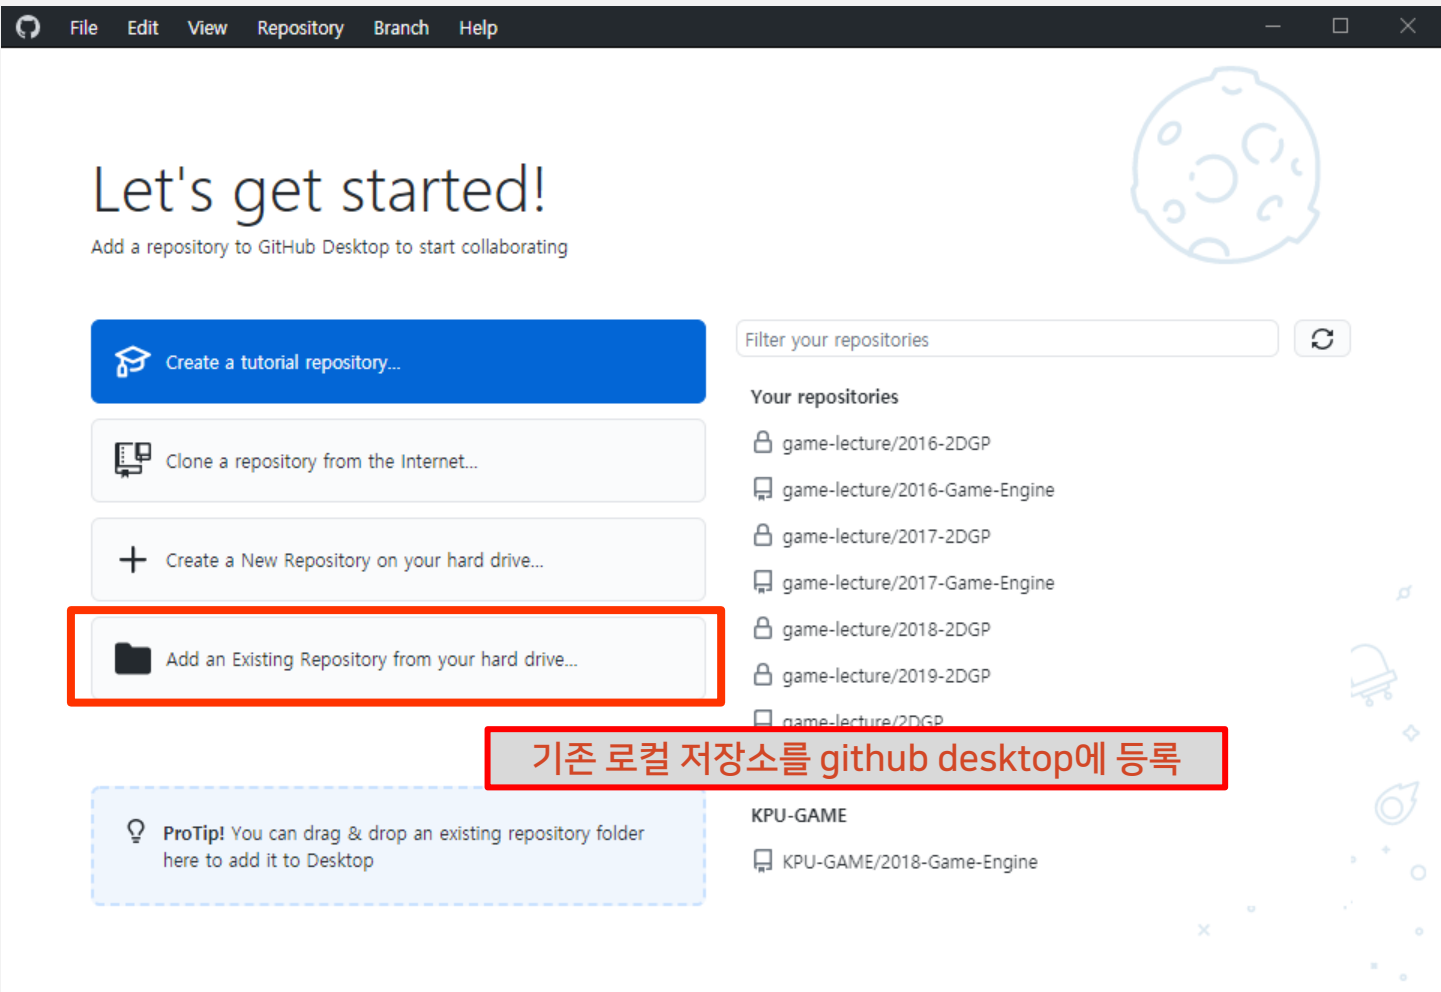 File Edit View Repository Branch Help
Let's get started!
Add a repository to GitHub Desktop to start collaborating
Create a tutorial repository...
Clone a repository from the Internet...
Create a New Repository on your hard drive...
Add an Existing Repository from your hard drive...
ProTip! You can drag & drop an existing repository folder
here to add it to Desktop
Filter your repositories
Your repositories
game-lecture/2016-2DGP
game-lecture/2016-Game-Engine
game-lecture/2017-2DGP
game-lecture/2017-Game-Engine
game-lecture/2018-2DGP
game-lecture/2019-2DGP
game-lecture/2DGP
기존 로컬 저장소를 github desktop에 등록
KPU-GAME
KPU-GAME/2018-Game-Engine